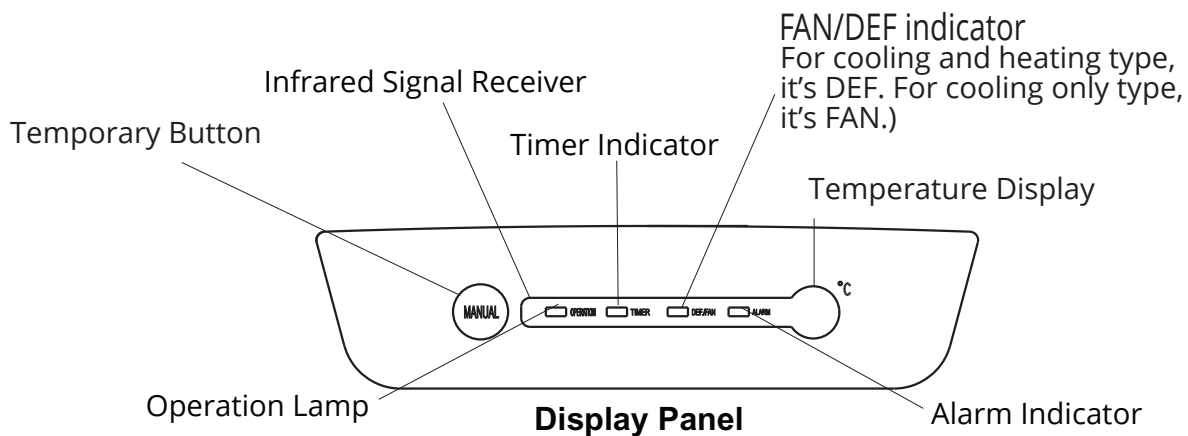 FAN/DEF indicator
For cooling and heating type,
it's DEF. For cooling only type,
it's FAN.)
Infrared Signal Receiver
Temporary Button
Timer Indicator
Temperature Display
°C
MANUAL
OPERATION
TIMER
DEF./FAN
ALARM
Operation Lamp
Display Panel
Alarm Indicator